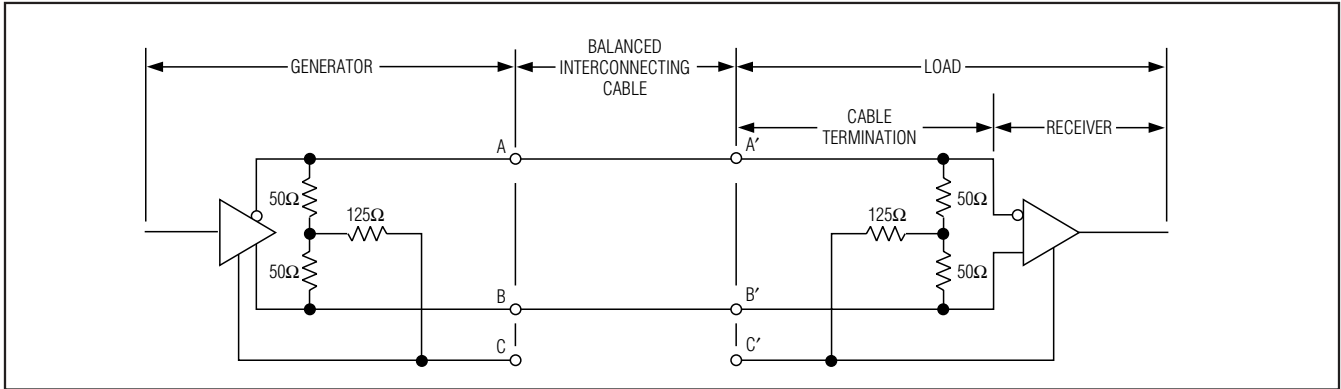 GENERATOR
BALANCED
INTERCONNECTING
CABLE
LOAD
CABLE
TERMINATION
RECEIVER
A
A′
50Ω
125Ω
50Ω
125Ω
50Ω
50Ω
B
B′
C
C′